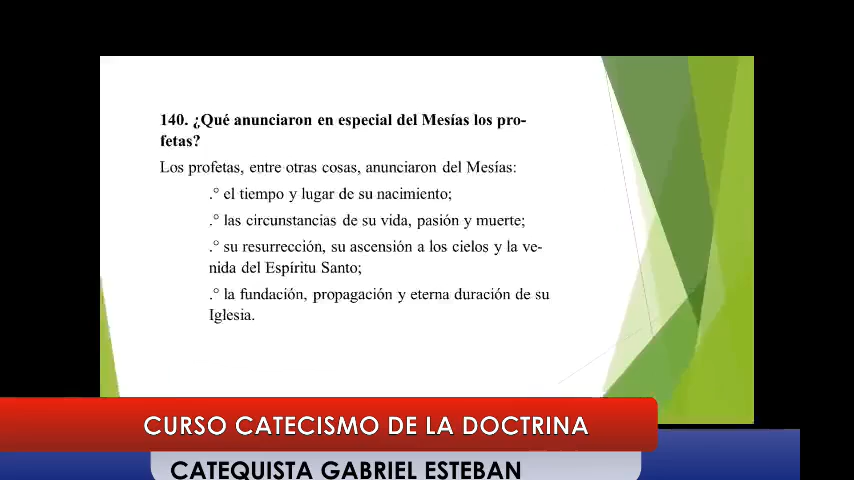 140. ¿Qué anunciaron en especial del Mesías los pro-
fetas?
Los profetas, entre otras cosas, anunciaron del Mesías:
.° el tiempo y lugar de su nacimiento;
.° las circunstancias de su vida, pasión y muerte;
.° su resurrección, su ascensión a los cielos y la ve-
nida del Espíritu Santo;
.° la fundación, propagación y eterna duración de su
Iglesia.
CURSO CATECISMO DE LA DOCTRINA
CATEQUISTA GABRIEL ESTEBAN